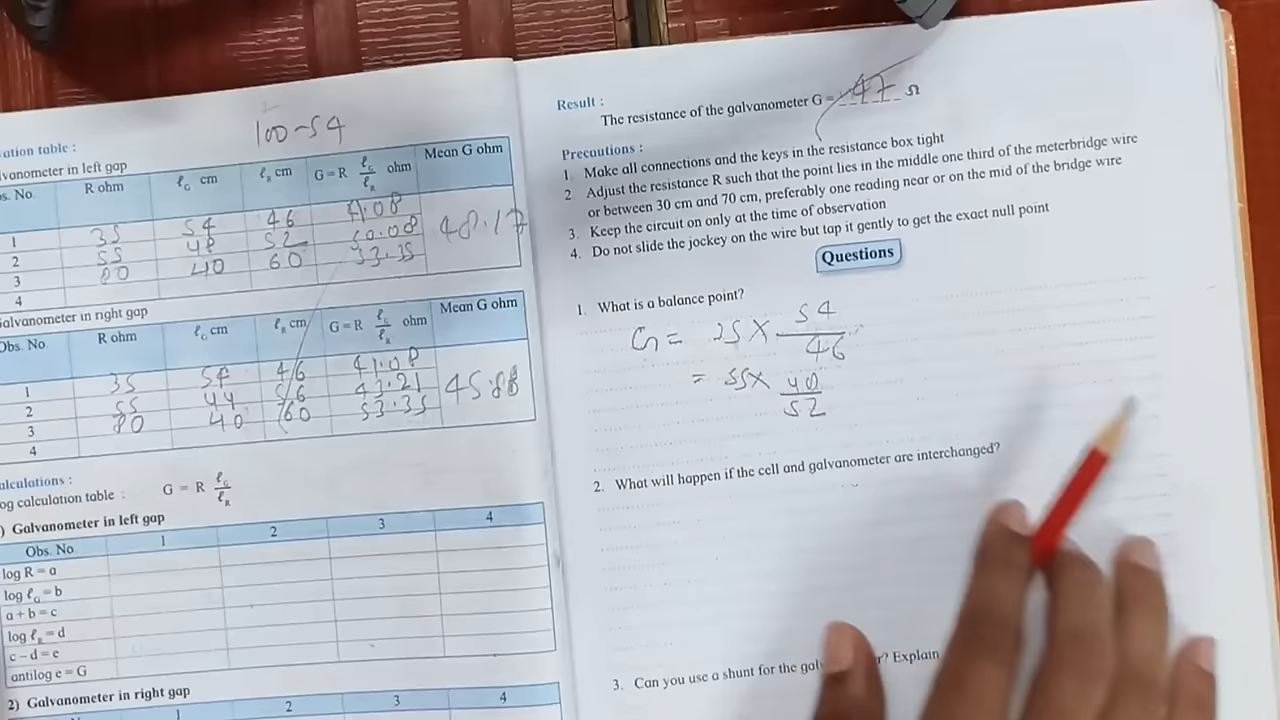 100-54
ation table :
lvanometer in left gap
s. No.	R ohm	ℓG cm	ℓR cm	G = R ℓG/ℓR ohm	Mean G ohm
1	35	54	46	41.08	48.17
2	55	48	52	50.08
3	80	40	60	53.35
4
alvanometer in right gap
Obs. No	R ohm	ℓG cm	ℓR cm	G = R ℓG/ℓR ohm	Mean G ohm
1	35	54	46	41.08	45.88
2	55	44	56	43.21
3	80	40	60	53.35
4
alculations :
og calculation table : G = R ℓG/ℓR
) Galvanometer in left gap
Obs. No	1	2	3	4
log R = a
log ℓG = b
a + b = c
log ℓR = d
c – d = e
antilog e = G
2) Galvanometer in right gap
1	2	3	4
Result :
The resistance of the galvanometer G = 47 Ω
Precautions :
1. Make all connections and the keys in the resistance box tight
2 Adjust the resistance R such that the point lies in the middle one third of the meterbridge wire
or between 30 cm and 70 cm, preferably one reading near or on the mid of the bridge wire
3. Keep the circuit on only at the time of observation
4. Do not slide the jockey on the wire but tap it gently to get the exact null point
Questions
1. What is a balance point?
G = 35 × 54/46
= 55 × 48/52
2. What will happen if the cell and galvanometer are interchanged?
3. Can you use a shunt for the galv r? Explain